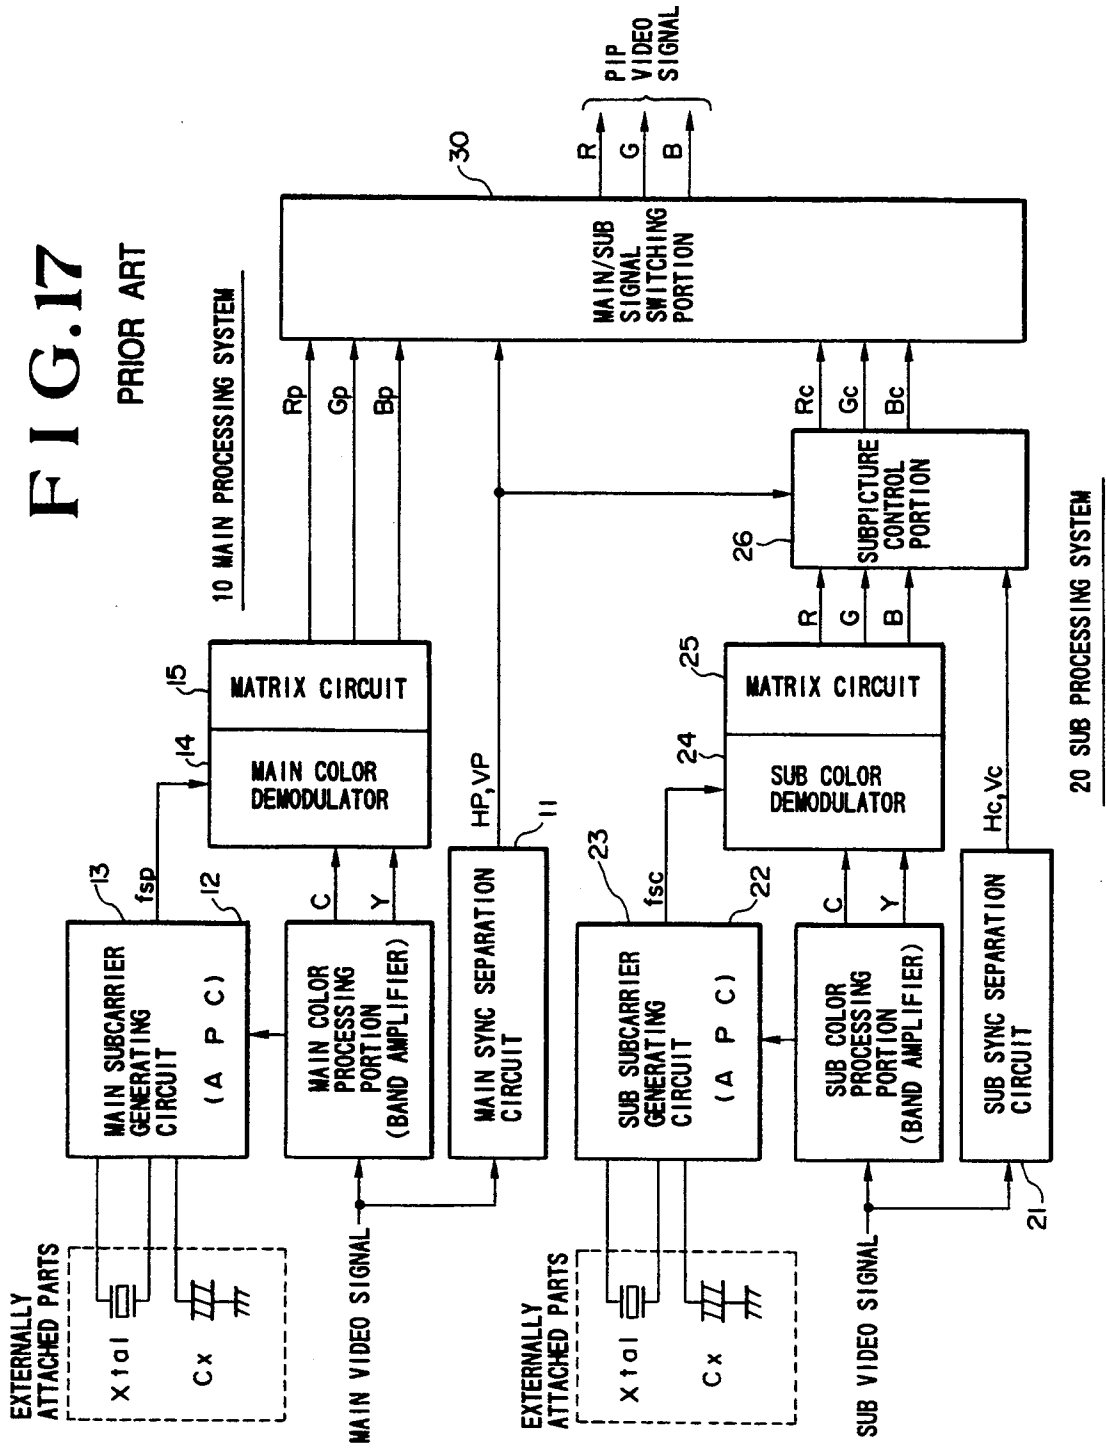 FIG.17
PRIOR ART
10 MAIN PROCESSING SYSTEM
EXTERNALLY
ATTACHED PARTS
Xtal
Cx
13
MAIN SUBCARRIER
GENERATING
CIRCUIT
(A P C)
12
fsp
14
15
MAIN COLOR
DEMODULATOR
MATRIX CIRCUIT
Rp
Gp
Bp
MAIN VIDEO SIGNAL
MAIN COLOR
PROCESSING
PORTION
(BAND AMPLIFIER)
C
Y
MAIN SYNC SEPARATION
CIRCUIT
11
HP,VP
30
MAIN/SUB
SIGNAL
SWITCHING
PORTION
R
G
B
PIP
VIDEO
SIGNAL
EXTERNALLY
ATTACHED PARTS
Xtal
Cx
23
SUB SUBCARRIER
GENERATING
CIRCUIT
(A P C)
22
fsc
24
25
SUB COLOR
DEMODULATOR
MATRIX CIRCUIT
R
G
B
26
SUBPICTURE
CONTROL
PORTION
Rc
Gc
Bc
SUB VIDEO SIGNAL
SUB COLOR
PROCESSING
PORTION
(BAND AMPLIFIER)
C
Y
21
SUB SYNC SEPARATION
CIRCUIT
Hc,Vc
20 SUB PROCESSING SYSTEM